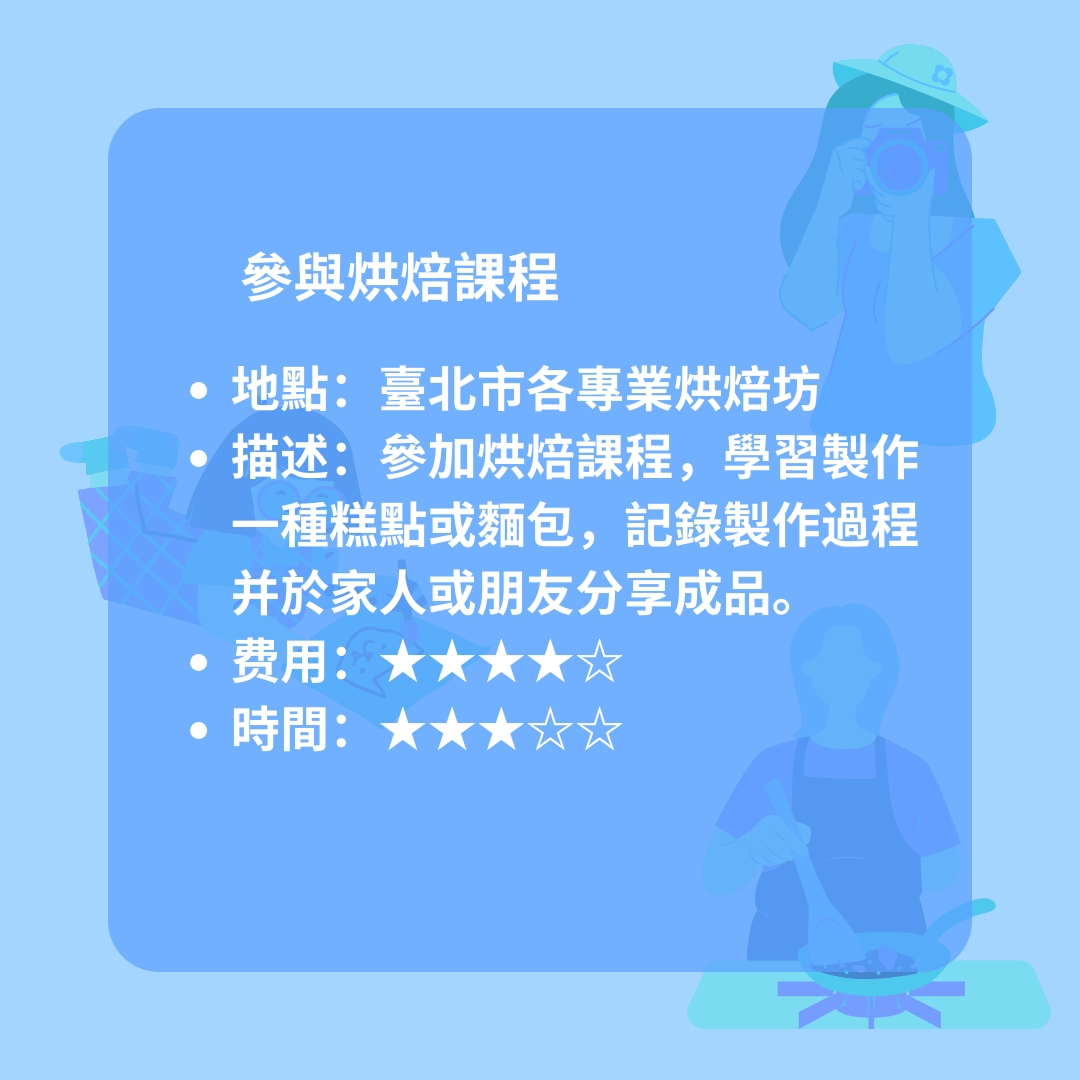 參與烘焙課程
• 地點：臺北市各專業烘焙坊
• 描述：參加烘焙課程，學習製作
一種糕點或麵包，記錄製作過程
并於家人或朋友分享成品。
• 费用：★★★★☆
• 時間：★★★☆☆